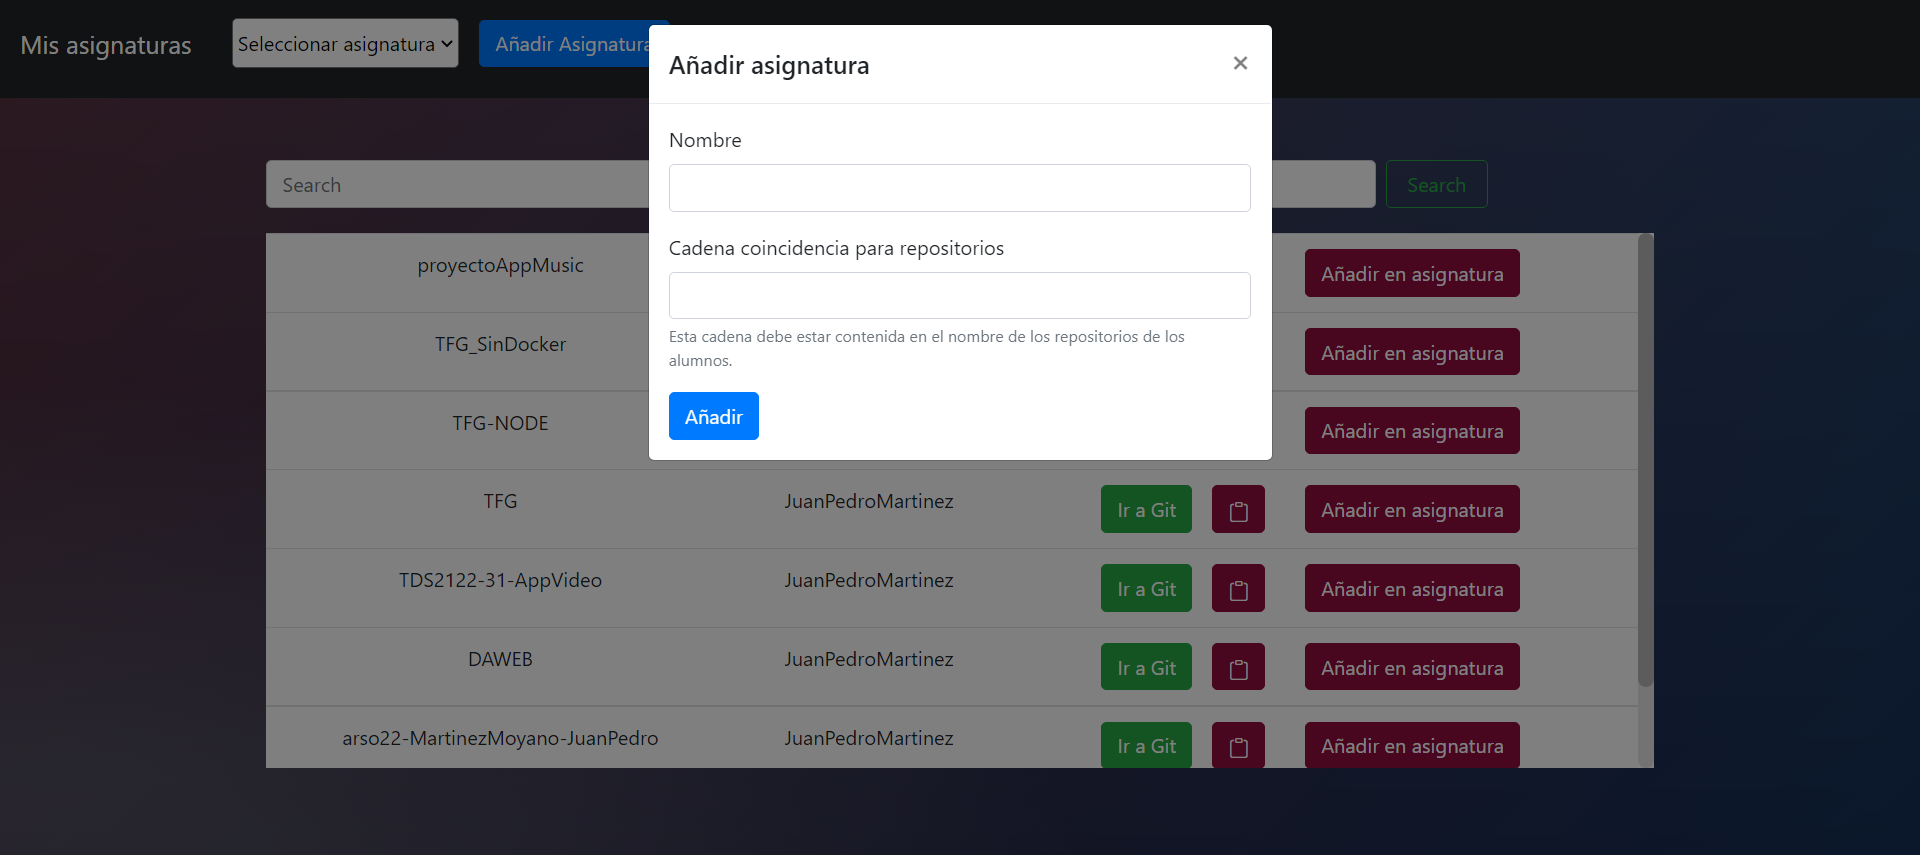 Mis asignaturas
Seleccionar asignatura
Añadir Asignatura
Añadir asignatura
×
Nombre
Cadena coincidencia para repositorios
Esta cadena debe estar contenida en el nombre de los repositorios de los
alumnos.
Añadir
Search
Search
proyectoAppMusic
Añadir en asignatura
TFG_SinDocker
Añadir en asignatura
TFG-NODE
Añadir en asignatura
TFG JuanPedroMartinez Ir a Git Añadir en asignatura
TDS2122-31-AppVideo JuanPedroMartinez Ir a Git Añadir en asignatura
DAWEB JuanPedroMartinez Ir a Git Añadir en asignatura
arso22-MartinezMoyano-JuanPedro JuanPedroMartinez Ir a Git Añadir en asignatura